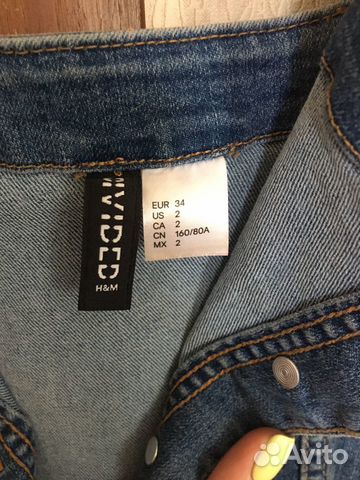 DIVIDED
H&M
EUR 34
US 2
CA 2
CN 160/80A
MX 2
Avito